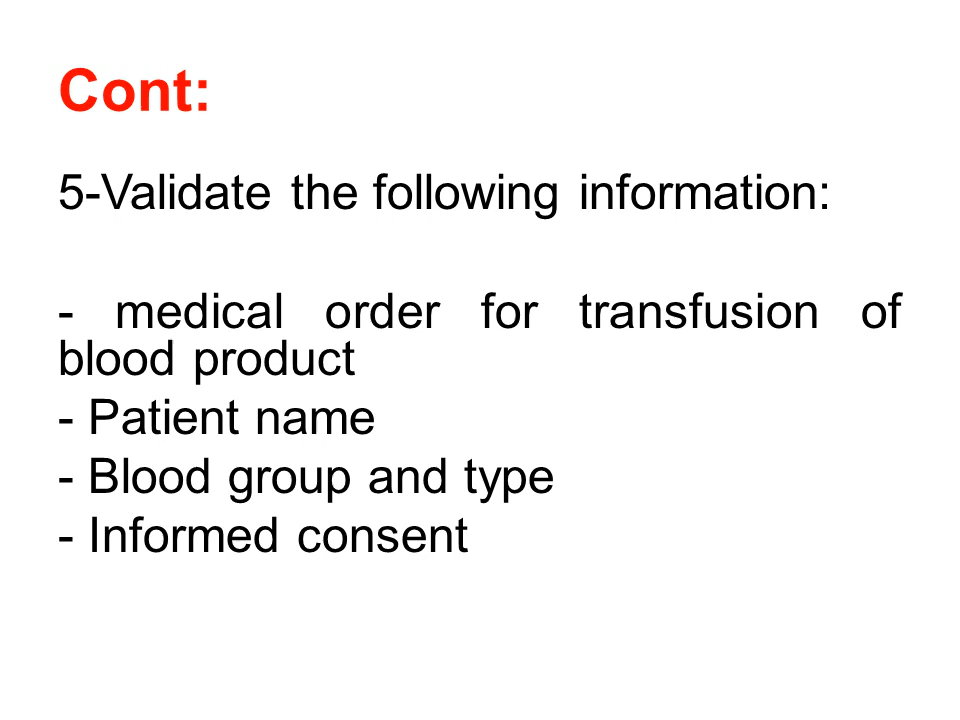 Cont:
5-Validate the following information:
- medical order for transfusion of
blood product
- Patient name
- Blood group and type
- Informed consent